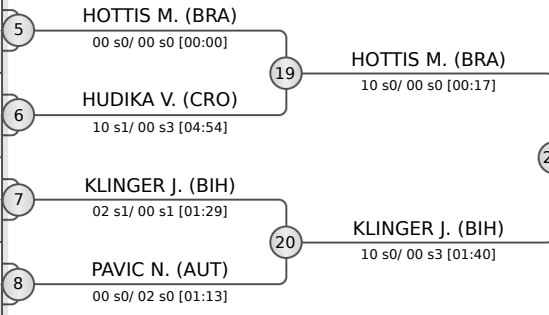 HOTTIS M. (BRA)
5
00 s0/ 00 s0 [00:00]
HOTTIS M. (BRA)
19
10 s0/ 00 s0 [00:17]
HUDIKA V. (CRO)
6
10 s1/ 00 s3 [04:54]
2
KLINGER J. (BIH)
7
02 s1/ 00 s1 [01:29]
KLINGER J. (BIH)
20
10 s0/ 00 s3 [01:40]
PAVIC N. (AUT)
8
00 s0/ 02 s0 [01:13]